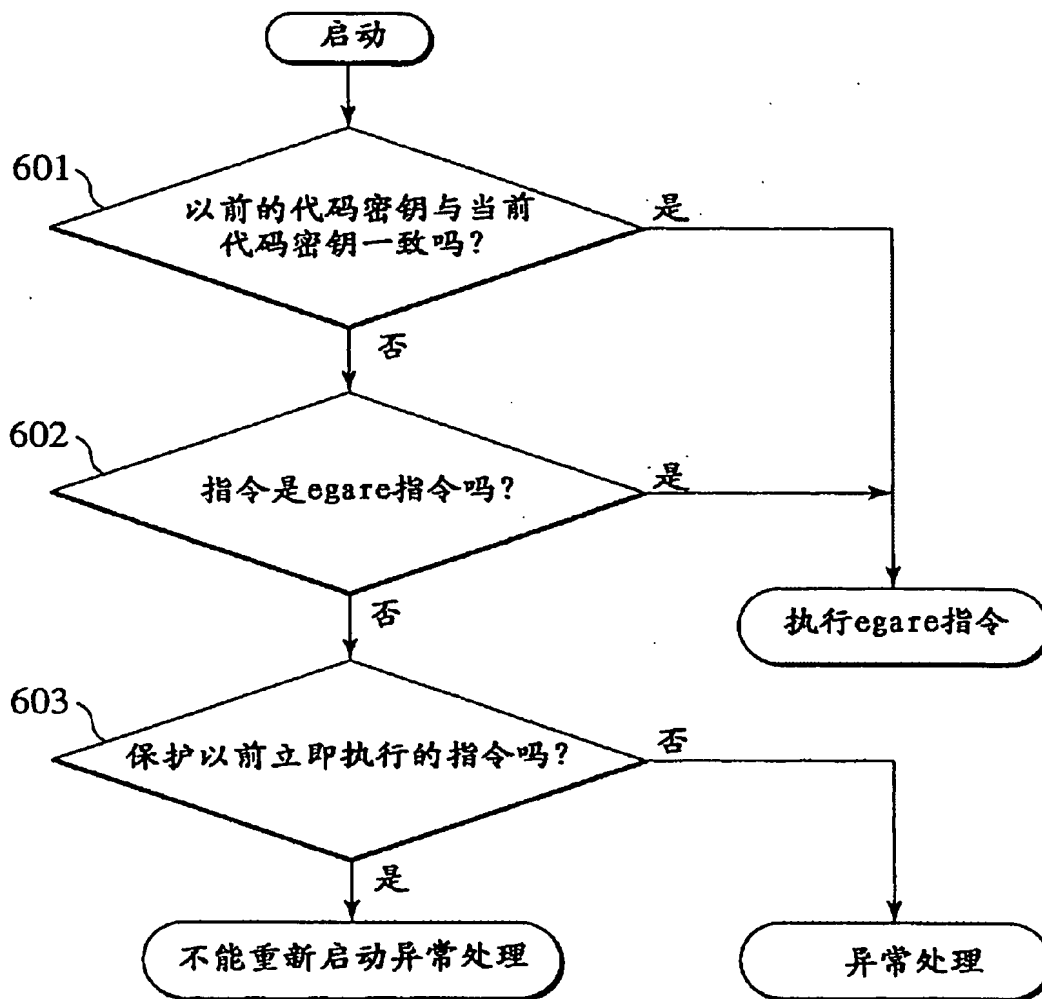 启动
601
以前的代码密钥与当前
代码密钥一致吗?
是
否
602
指令是egare指令吗?
是
否
执行egare指令
603
保护以前立即执行的指令吗?
否
是
不能重新启动异常处理
异常处理